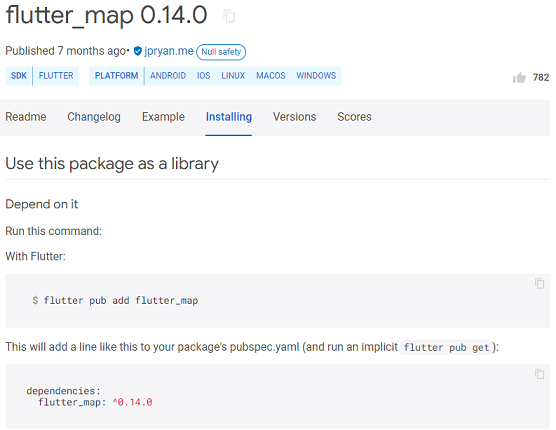 flutter_map 0.14.0
Published 7 months ago• jpryan.me Null safety
SDK FLUTTER PLATFORM ANDROID IOS LINUX MACOS WINDOWS 782
Readme Changelog Example Installing Versions Scores
Use this package as a library
Depend on it
Run this command:
With Flutter:
$ flutter pub add flutter_map
This will add a line like this to your package's pubspec.yaml (and run an implicit flutter pub get):
dependencies:
  flutter_map: ^0.14.0